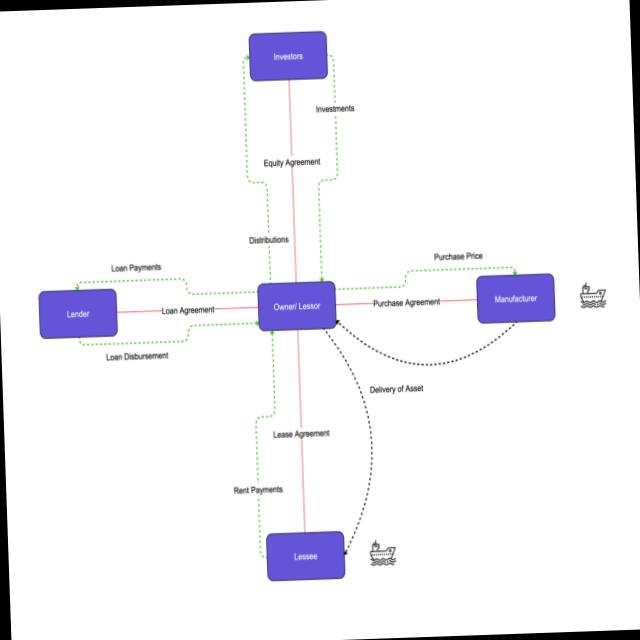 Investors
Investments
Equity Agreement
Distributions
Purchase Price
Loan Payments
Lender
Loan Agreement
Owner/ Lessor
Purchase Agreement
Manufacturer
Loan Disbursement
Delivery of Asset
Lease Agreement
Rent Payments
Lessee